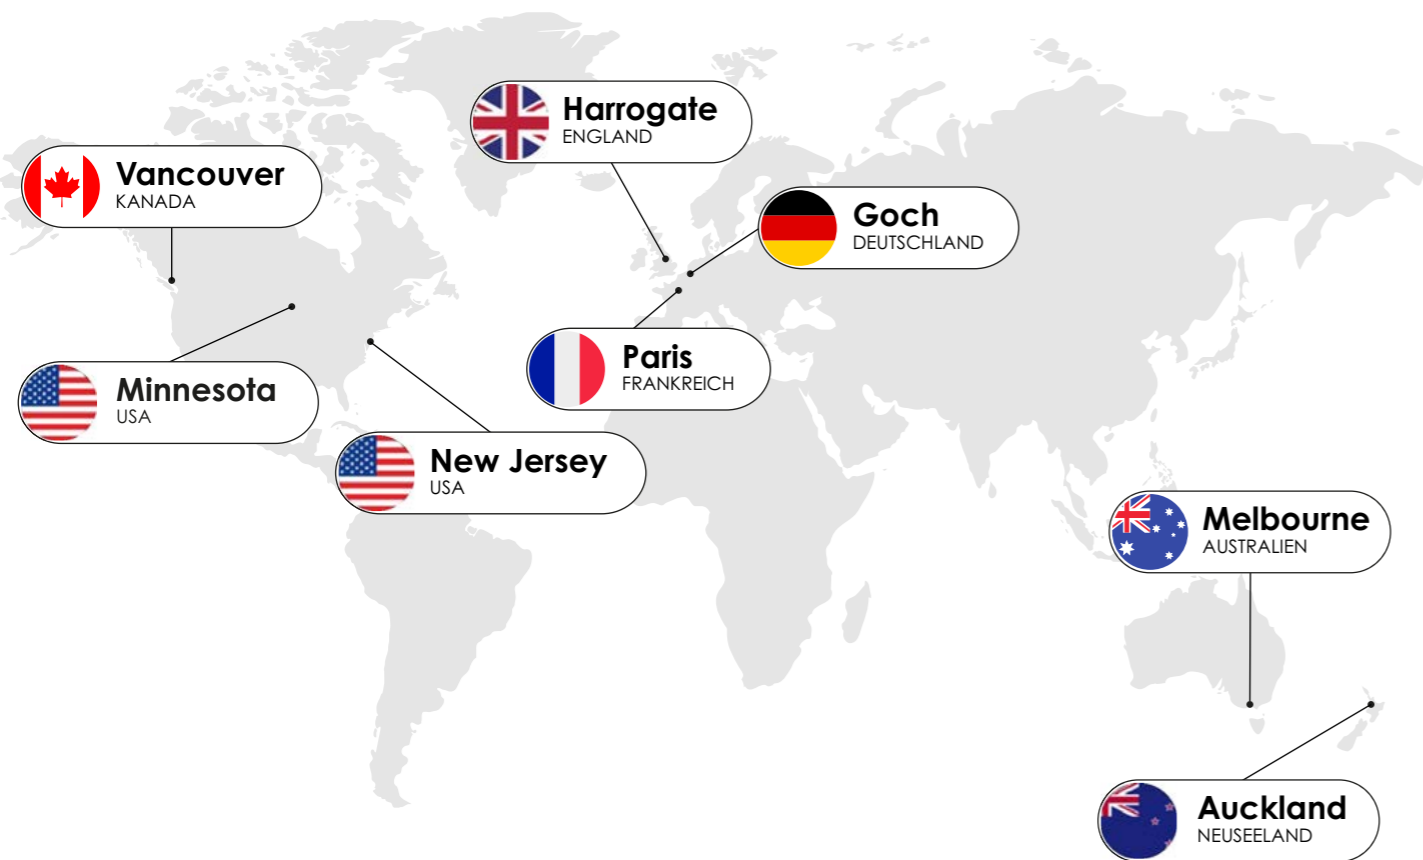 Harrogate
ENGLAND
Vancouver
KANADA
Goch
DEUTSCHLAND
Paris
FRANKREICH
Minnesota
USA
New Jersey
USA
Melbourne
AUSTRALIEN
Auckland
NEUSEELAND